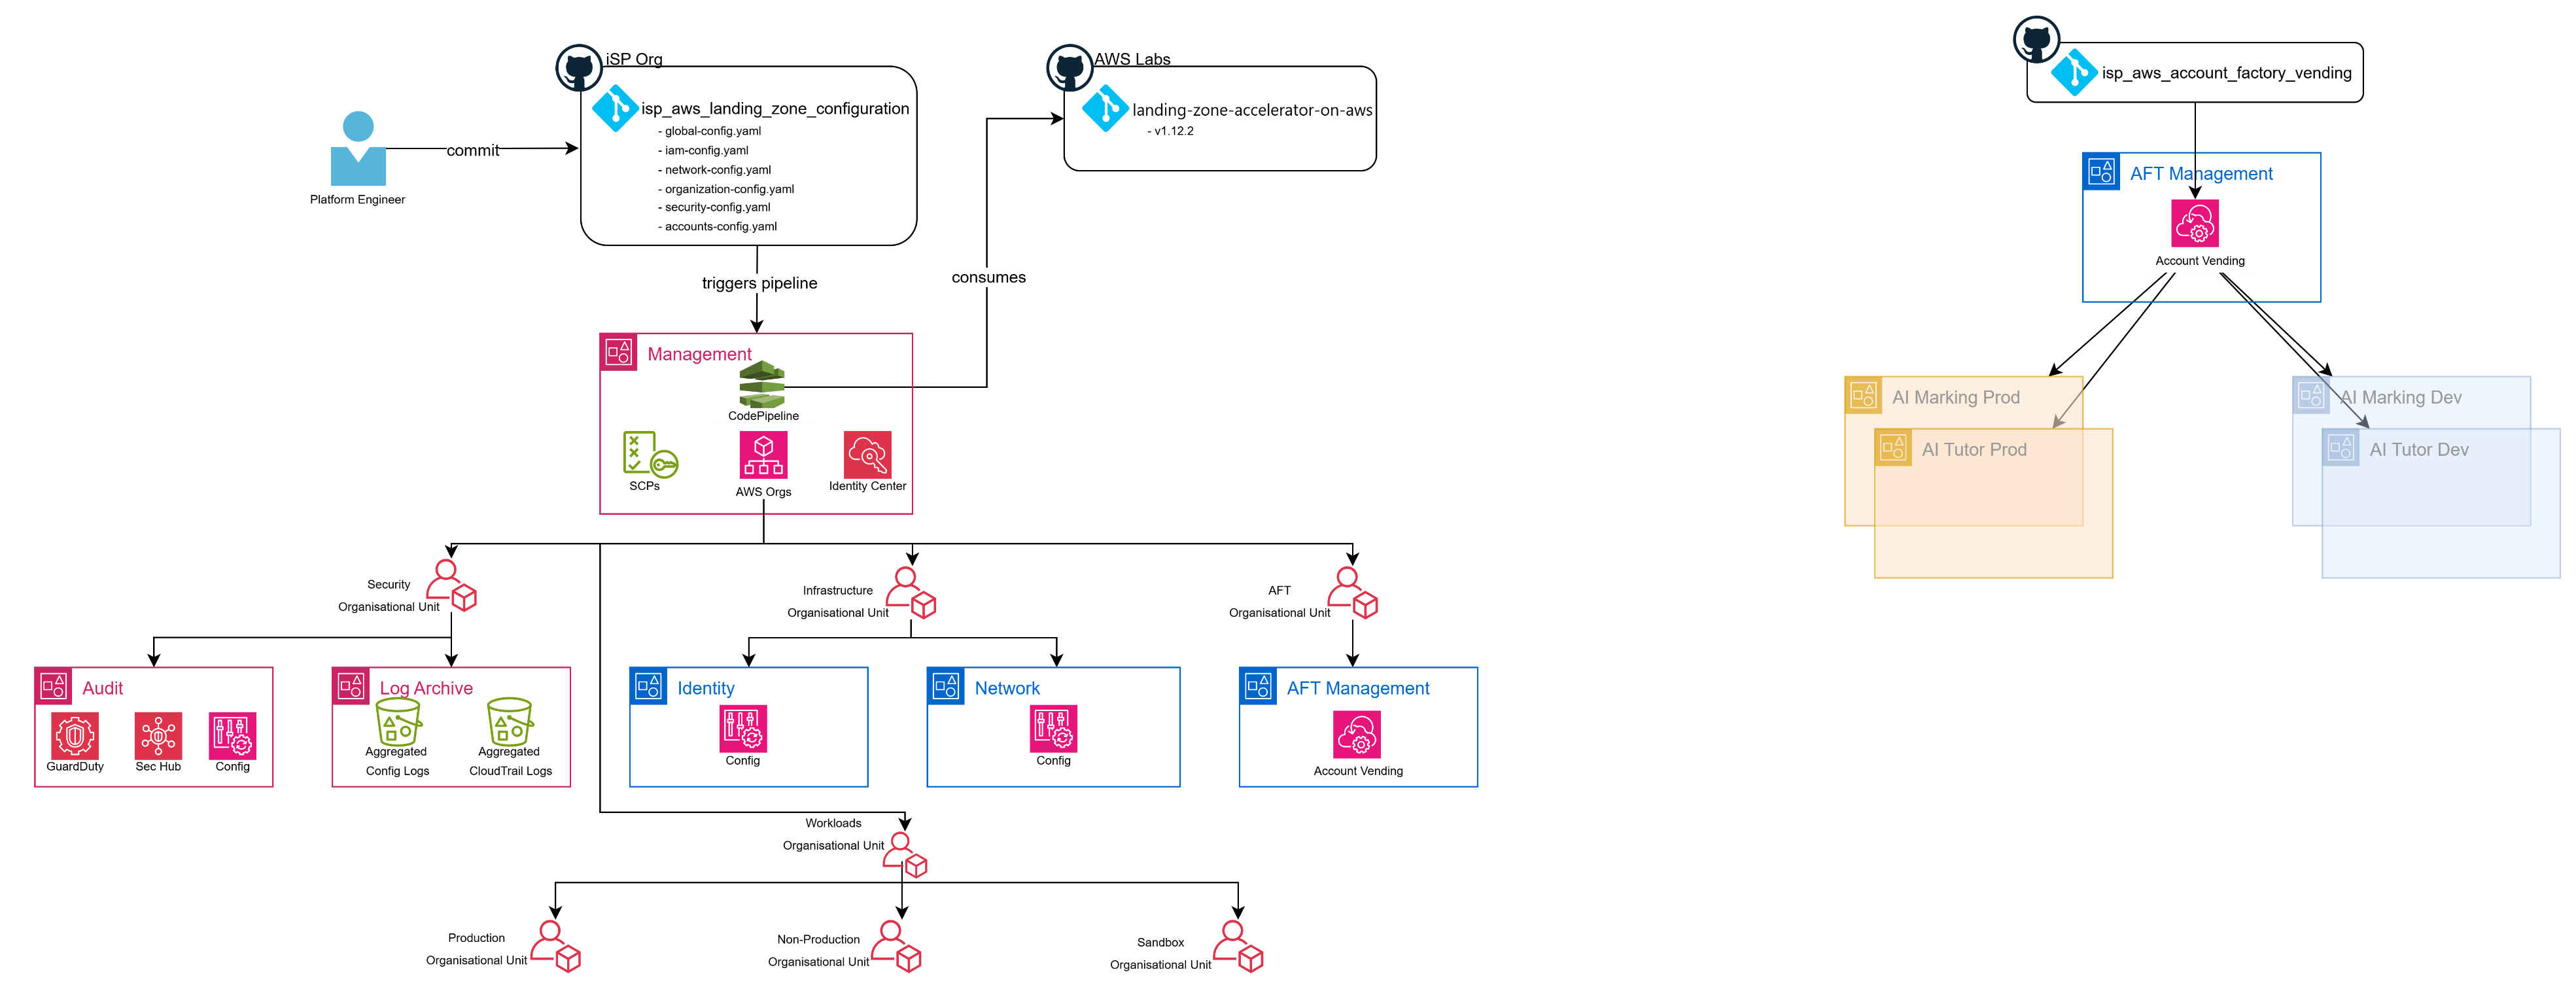 iSP Org
isp_aws_landing_zone_configuration
- global-config.yaml
- iam-config.yaml
- network-config.yaml
- organization-config.yaml
- security-config.yaml
- accounts-config.yaml
AWS Labs
landing-zone-accelerator-on-aws
- v1.12.2
isp_aws_account_factory_vending
commit
Platform Engineer
triggers pipeline
consumes
AFT Management
Account Vending
Management
CodePipeline
SCPs
AWS Orgs
Identity Center
AI Marking Prod
AI Tutor Prod
AI Marking Dev
AI Tutor Dev
Security
Organisational Unit
Infrastructure
Organisational Unit
AFT
Organisational Unit
Audit
GuardDuty
Sec Hub
Config
Log Archive
Aggregated
Config Logs
Aggregated
CloudTrail Logs
Identity
Config
Network
Config
AFT Management
Account Vending
Workloads
Organisational Unit
Production
Organisational Unit
Non-Production
Organisational Unit
Sandbox
Organisational Unit